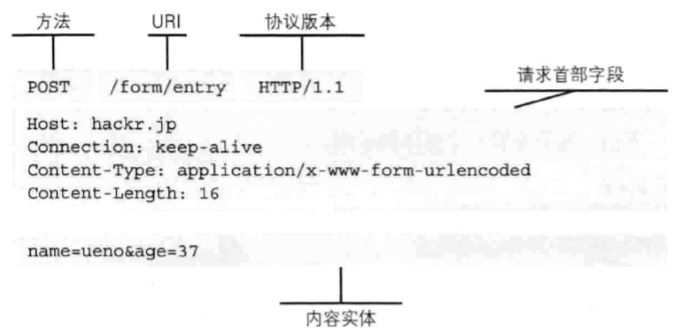 方法 URI 协议版本
请求首部字段
POST /form/entry HTTP/1.1
Host: hackr.jp
Connection: keep-alive
Content-Type: application/x-www-form-urlencoded
Content-Length: 16
name=ueno&age=37
内容实体